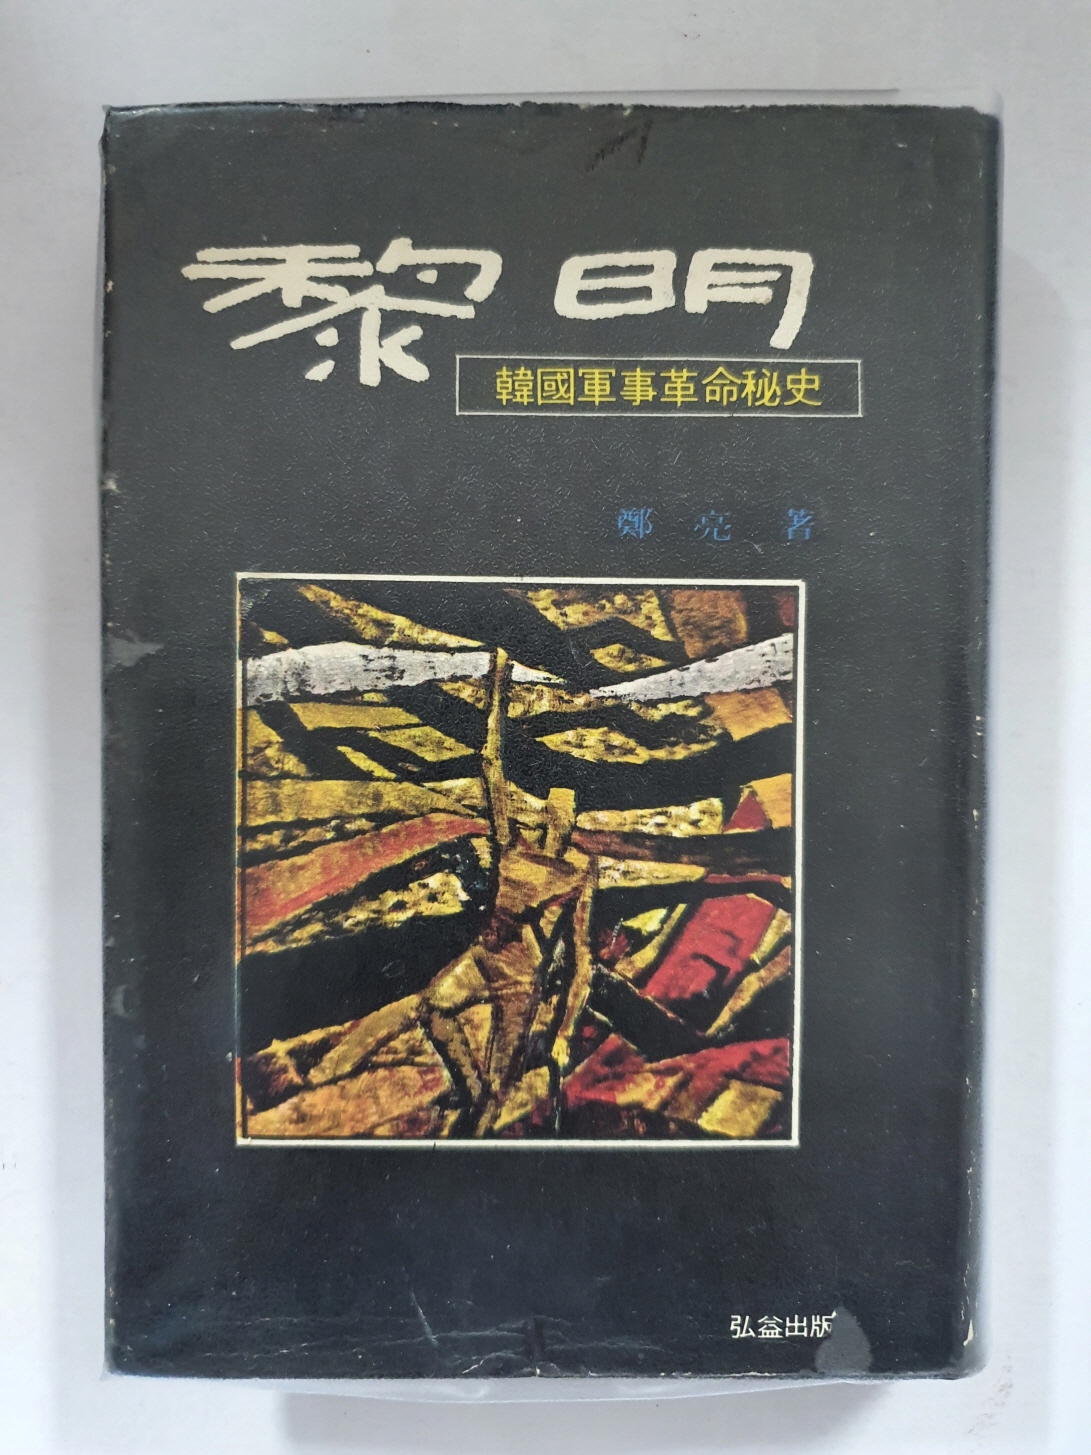 黎明
韓國軍事革命秘史
鄭亮著
弘益出版